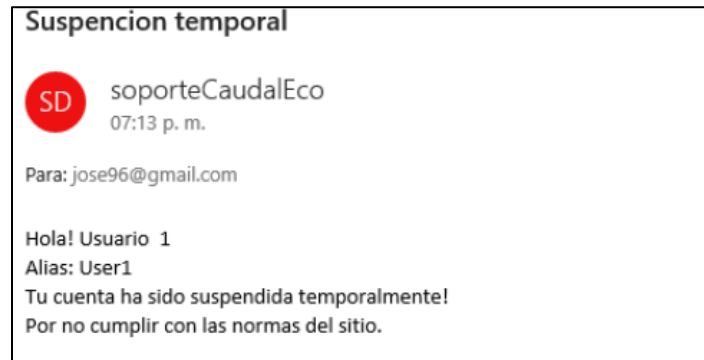 Suspencion temporal
SD
soporteCaudalEco
07:13 p. m.
Para: jose96@gmail.com
Hola! Usuario 1
Alias: User1
Tu cuenta ha sido suspendida temporalmente!
Por no cumplir con las normas del sitio.